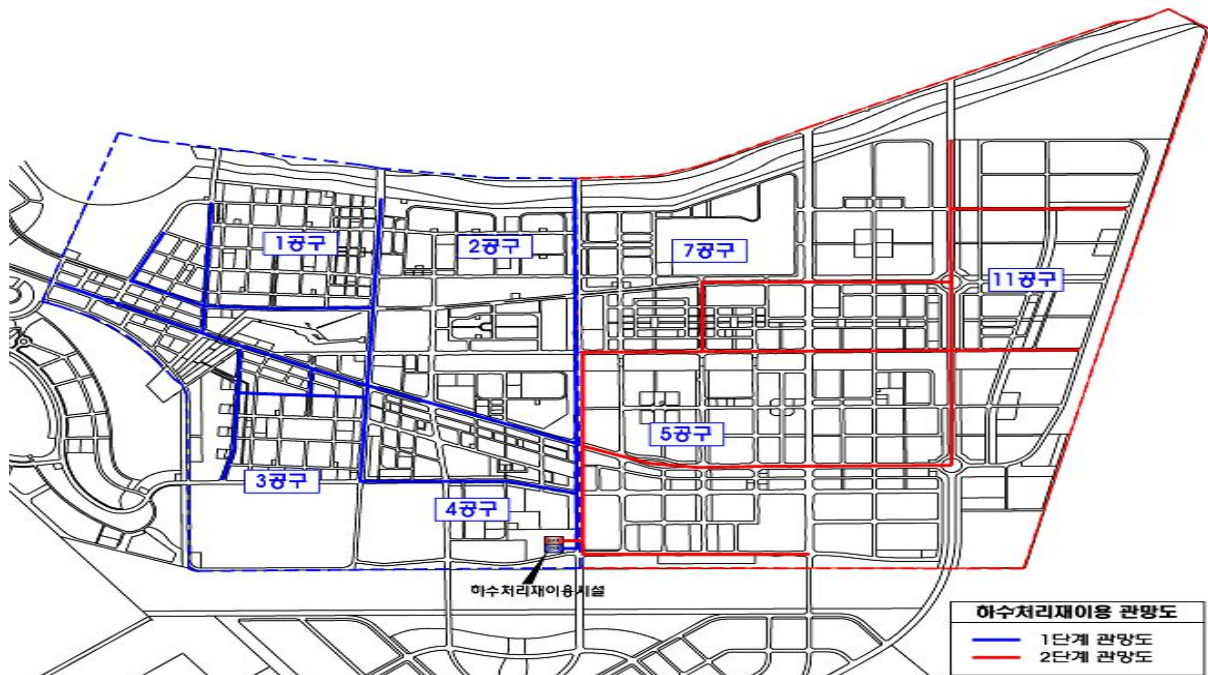 1공구
2공구
7공구
11공구
5공구
3공구
4공구
하수처리재이용시설
하수처리재이용 관망도
1단계 관망도
2단계 관망도